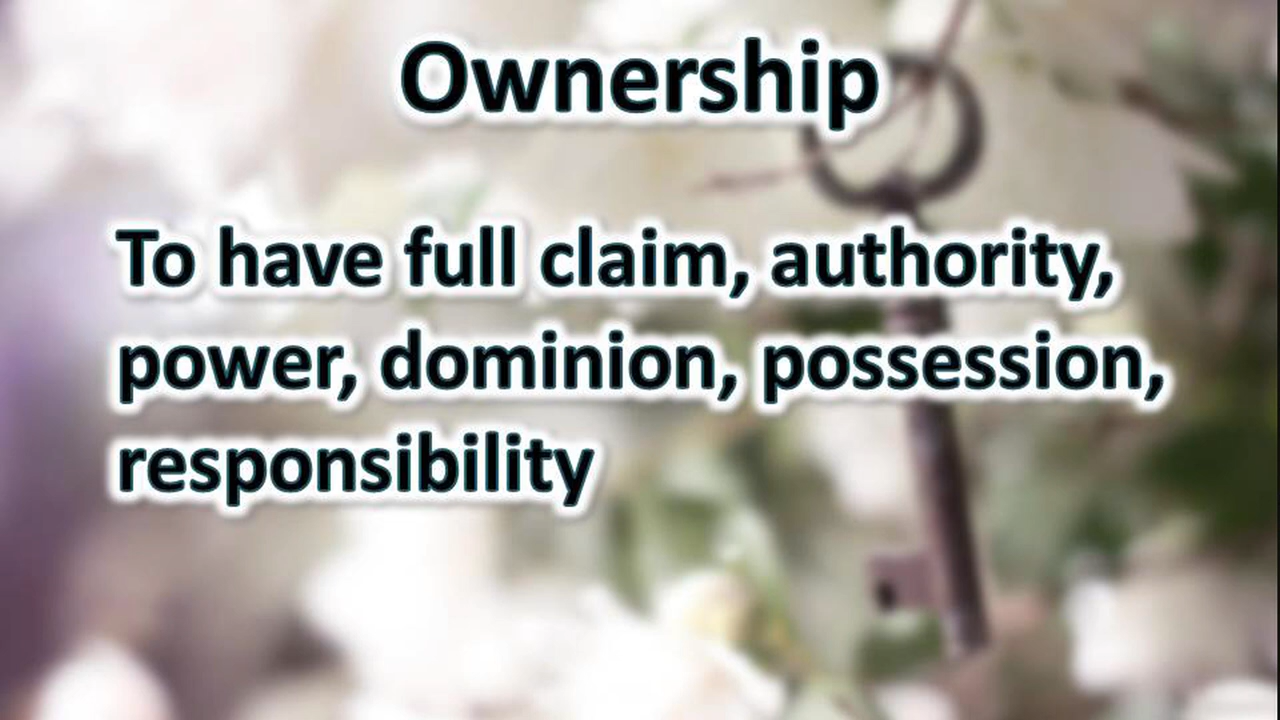 Ownership
To have full claim, authority,
power, dominion, possession,
responsibility